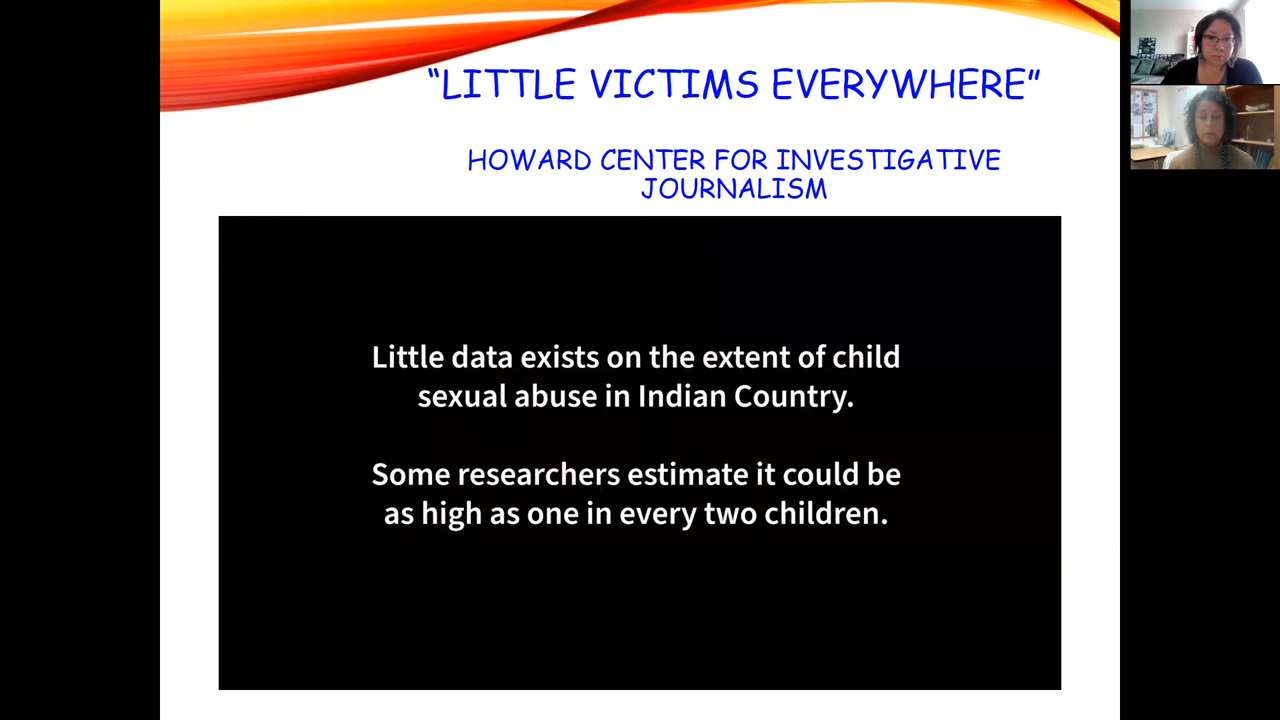 “LITTLE VICTIMS EVERYWHERE”
HOWARD CENTER FOR INVESTIGATIVE
JOURNALISM
Little data exists on the extent of child
sexual abuse in Indian Country.
Some researchers estimate it could be
as high as one in every two children.